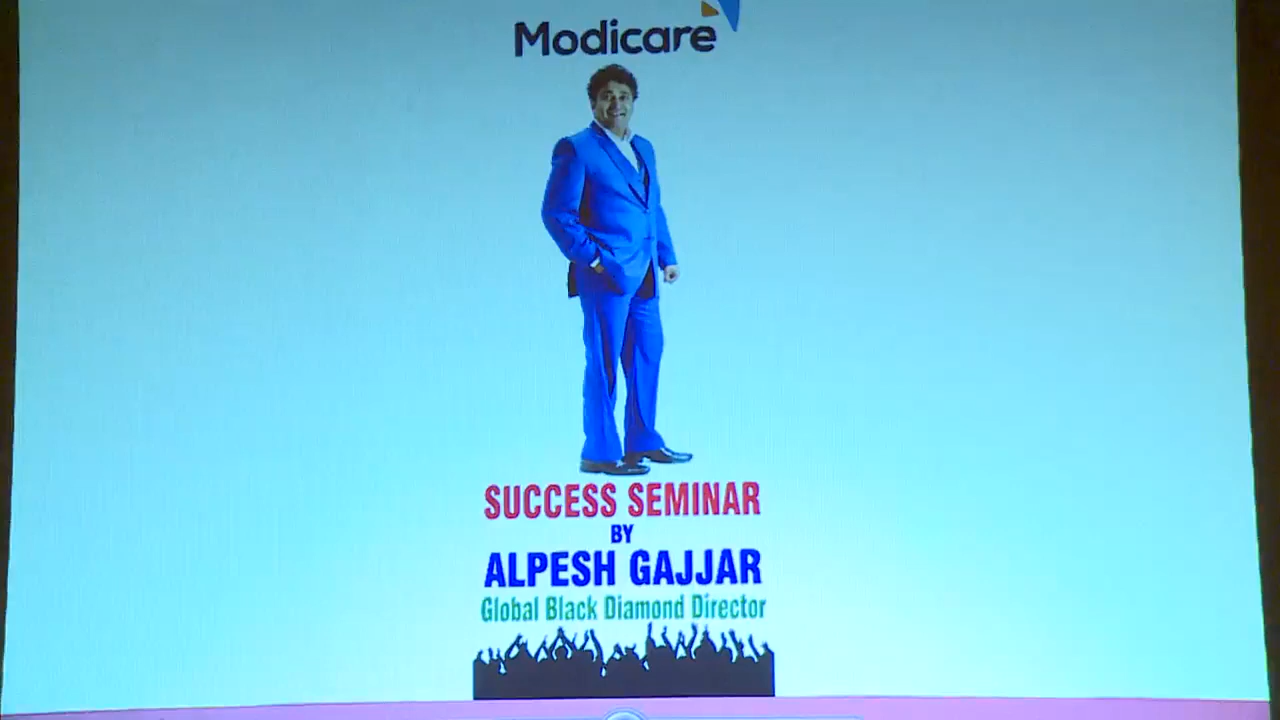 Modicare
SUCCESS SEMINAR
BY
ALPESH GAJJAR
Global Black Diamond Director